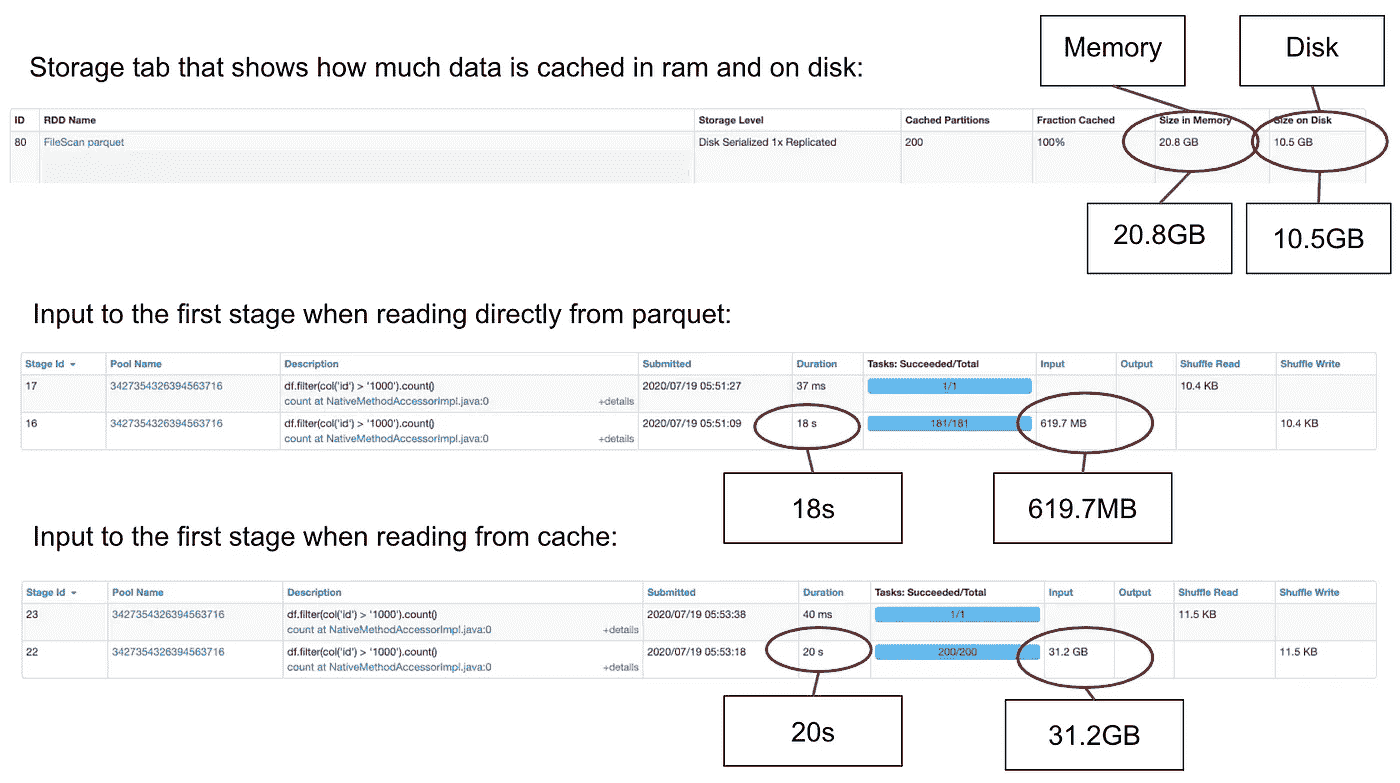 Memory
Disk
Storage tab that shows how much data is cached in ram and on disk:
ID RDD Name Storage Level Cached Partitions Fraction Cached Size in Memory Size on Disk
80 FileScan parquet Disk Serialized 1x Replicated 200 100% 20.8 GB 10.5 GB
20.8GB
10.5GB
Input to the first stage when reading directly from parquet:
Stage Id Pool Name Description Submitted Duration Tasks: Succeeded/Total Input Output Shuffle Read Shuffle Write
17 3427354326394563716 df.filter(col('id') > '1000').count() 2020/07/19 05:51:27 37 ms 1/1 10.4 KB
count at NativeMethodAccessorImpl.java:0 +details
16 3427354326394563716 df.filter(col('id') > '1000').count() 2020/07/19 05:51:09 18 s 181/181 619.7 MB 10.4 KB
count at NativeMethodAccessorImpl.java:0 +details
18s
619.7MB
Input to the first stage when reading from cache:
Stage Id Pool Name Description Submitted Duration Tasks: Succeeded/Total Input Output Shuffle Read Shuffle Write
23 3427354326394563716 df.filter(col('id') > '1000').count() 2020/07/19 05:53:38 40 ms 1/1 11.5 KB
count at NativeMethodAccessorImpl.java:0 +details
22 3427354326394563716 df.filter(col('id') > '1000').count() 2020/07/19 05:53:18 20 s 200/200 31.2 GB 11.5 KB
count at NativeMethodAccessorImpl.java:0 +details
20s
31.2GB